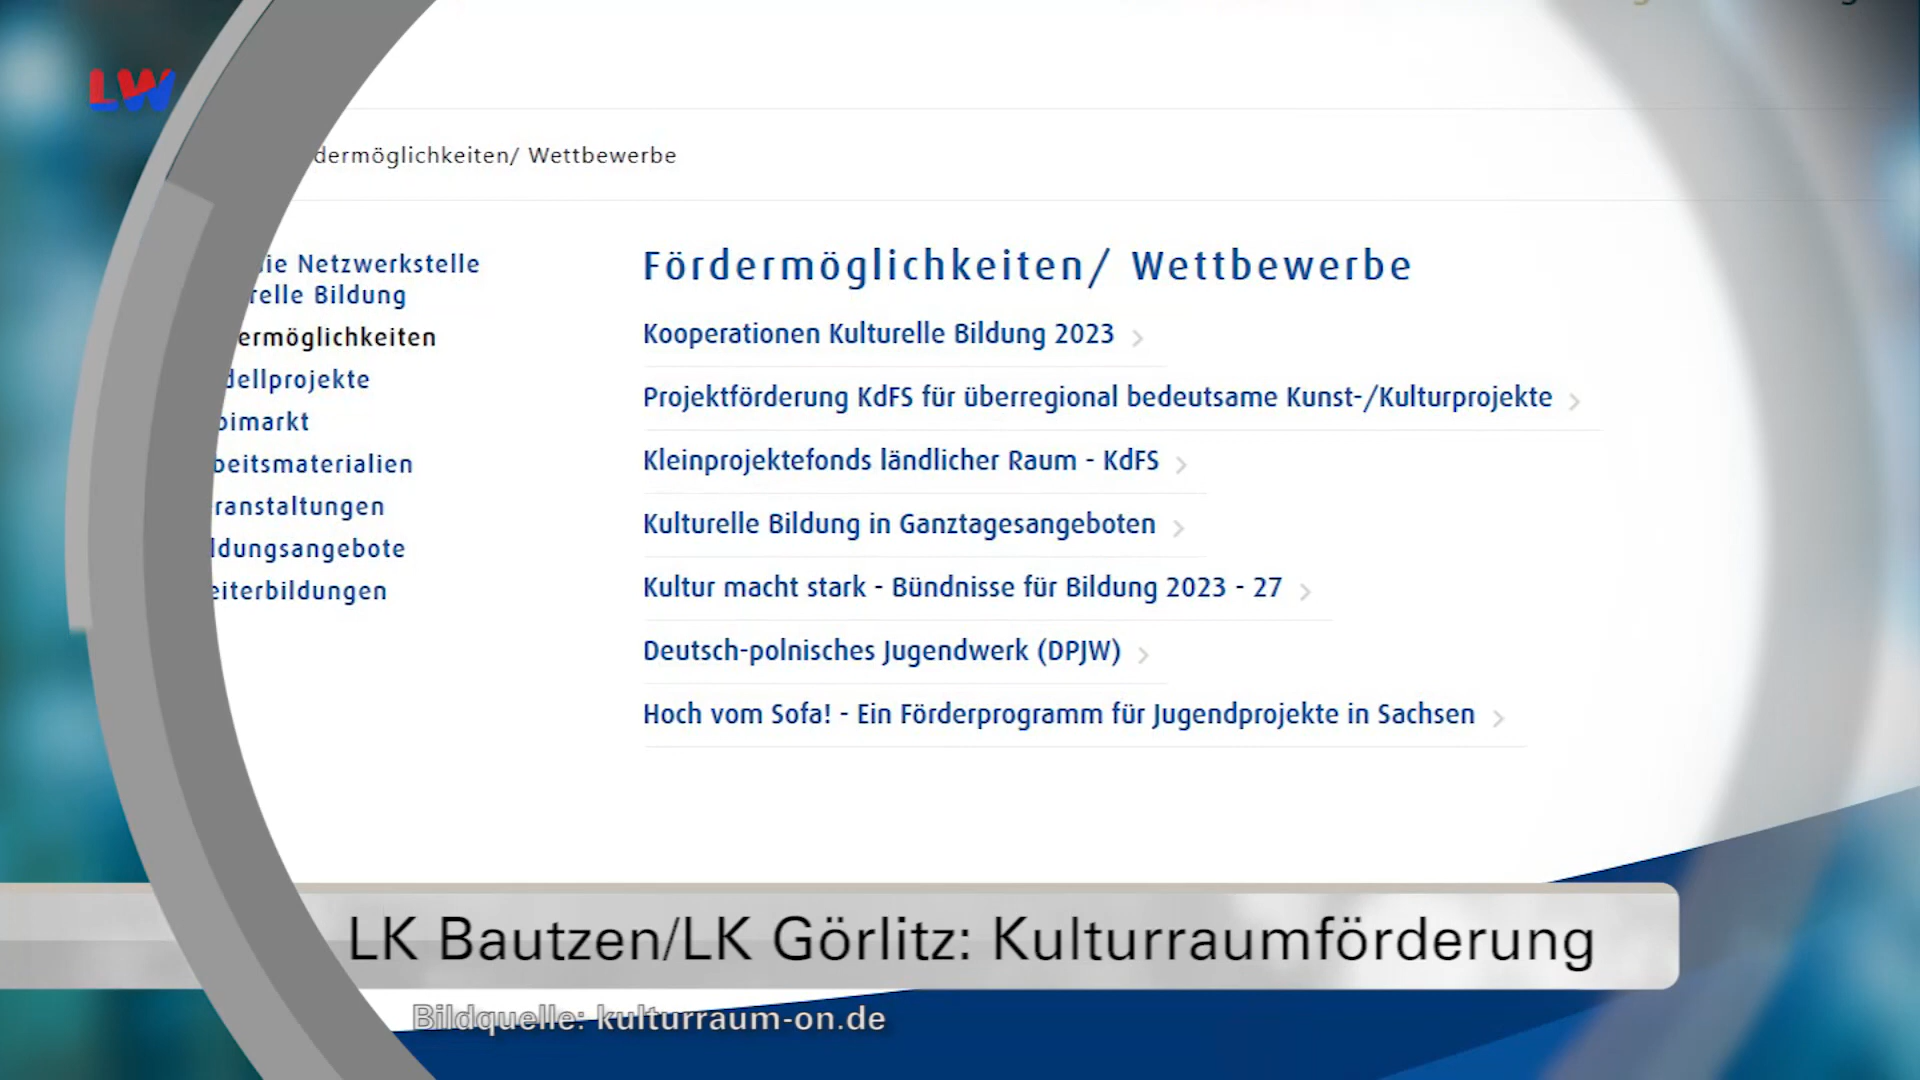 LW
dermöglichkeiten/ Wettbewerbe
ie Netzwerkstelle
relle Bildung
ermöglichkeiten
dellprojekte
imarkt
beitsmaterialien
ranstaltungen
ldungsangebote
eiterbildungen
Fördermöglichkeiten/ Wettbewerbe
Kooperationen Kulturelle Bildung 2023
Projektförderung KdFS für überregional bedeutsame Kunst-/Kulturprojekte
Kleinprojektefonds ländlicher Raum - KdFS
Kulturelle Bildung in Ganztagesangeboten
Kultur macht stark - Bündnisse für Bildung 2023 - 27
Deutsch-polnisches Jugendwerk (DPJW)
Hoch vom Sofa! - Ein Förderprogramm für Jugendprojekte in Sachsen
LK Bautzen/LK Görlitz: Kulturraumförderung
Bildquelle: kulturraum-on.de